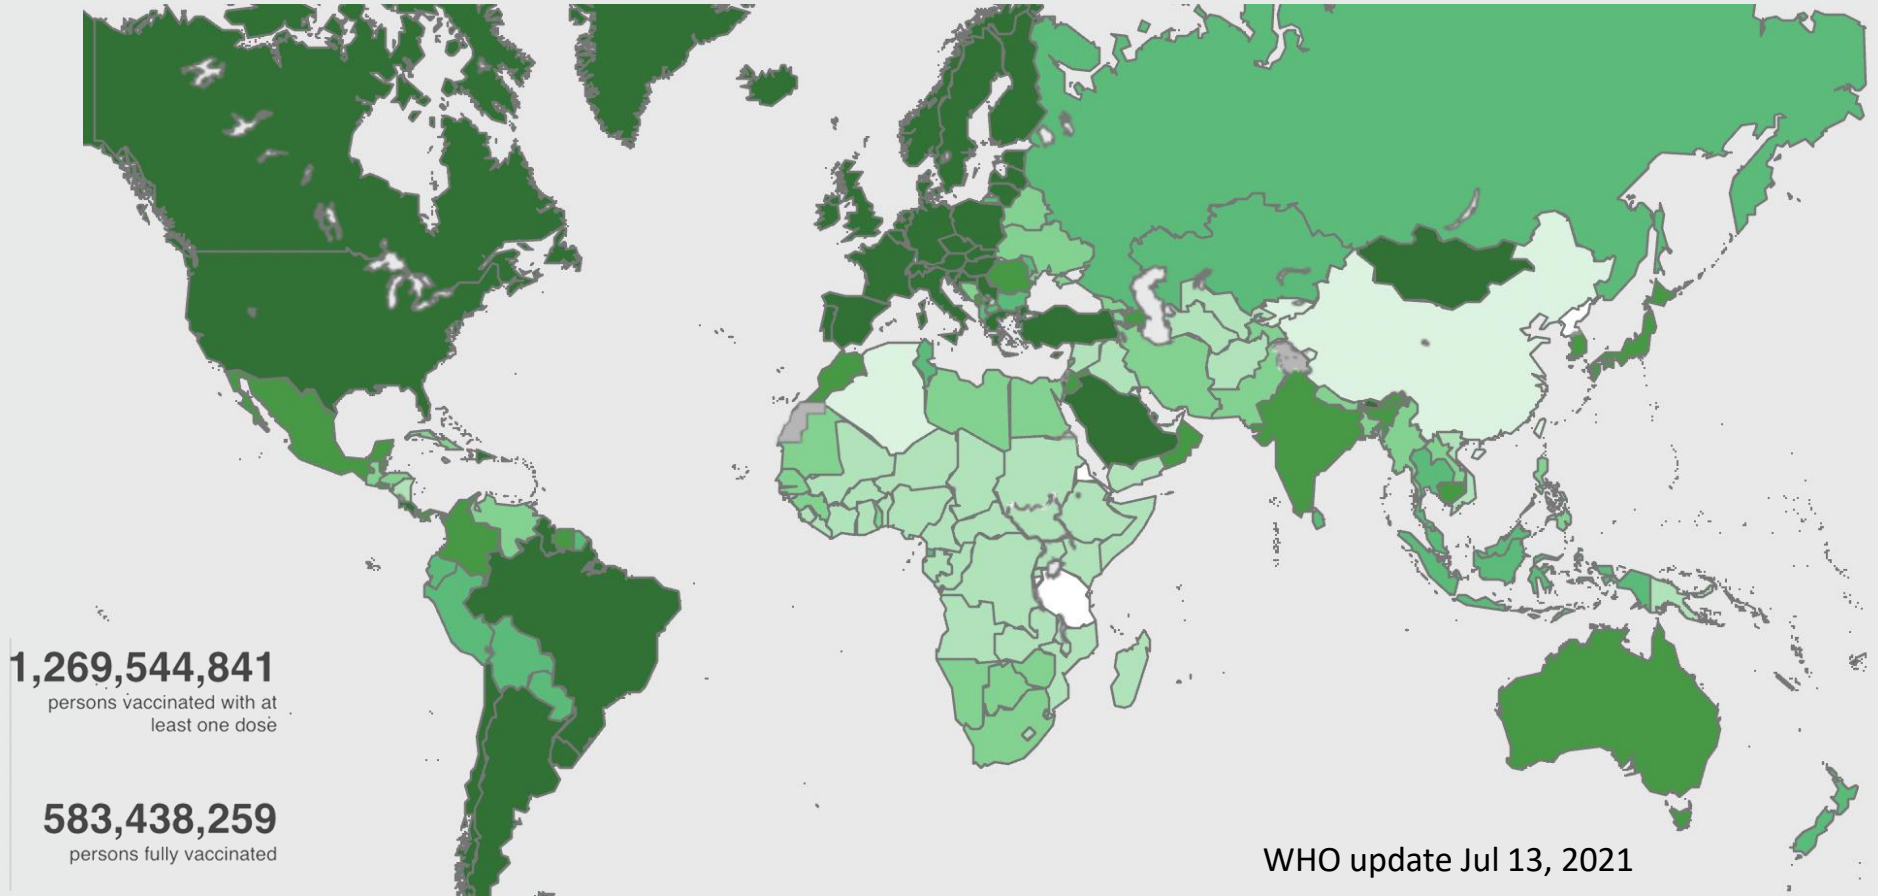 1,269,544,841
persons vaccinated with at
least one dose
583,438,259
persons fully vaccinated
WHO update Jul 13, 2021